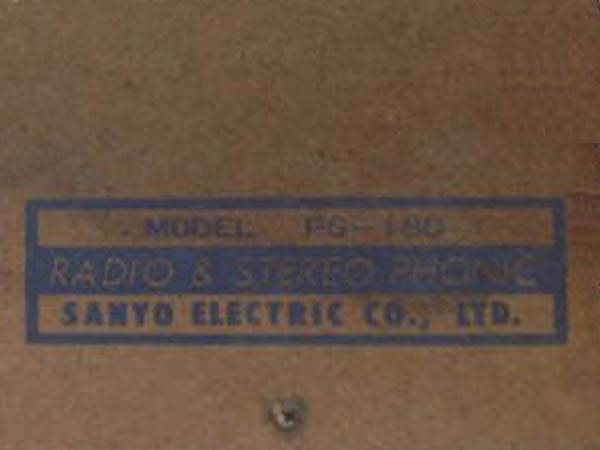 MODEL PG-180
RADIO & STEREO PHONIC
SANYO ELECTRIC CO., LTD.